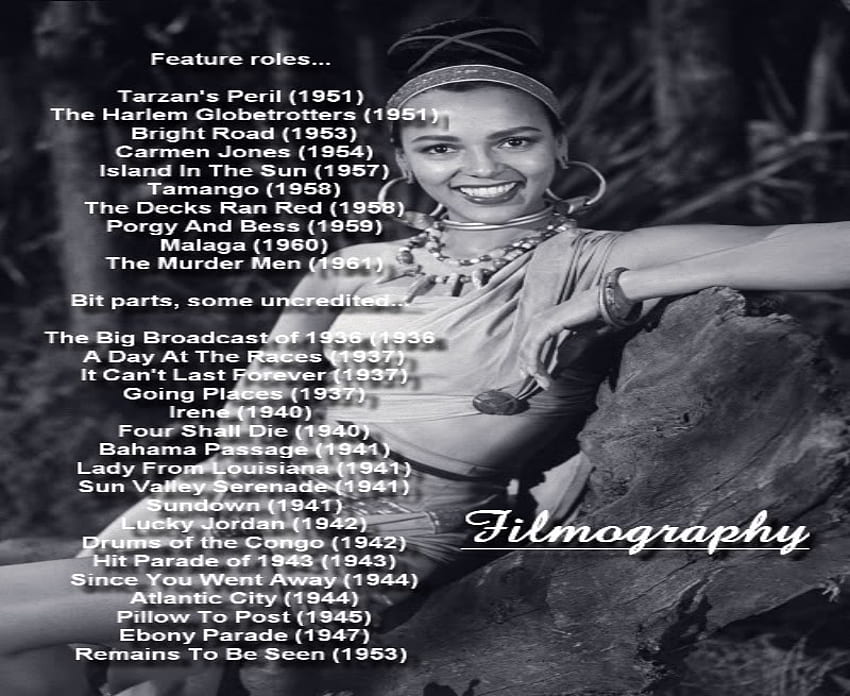 Feature roles...
Tarzan's Peril (1951)
The Harlem Globetrotters (1951)
Bright Road (1953)
Carmen Jones (1954)
Island In The Sun (1957)
Tamango (1958)
The Decks Ran Red (1958)
Porgy And Bess (1959)
Malaga (1960)
The Murder Men (1961)
Bit parts, some uncredited...
The Big Broadcast of 1936 (1936
A Day At The Races (1937)
It Can't Last Forever (1937)
Going Places (1937)
Irene (1940)
Four Shall Die (1940)
Bahama Passage (1941)
Lady From Louisiana (1941)
Sun Valley Serenade (1941)
Sundown (1941)
Lucky Jordan (1942)
Drums of the Congo (1942)
Hit Parade of 1943 (1943)
Since You Went Away (1944)
Atlantic City (1944)
Pillow To Post (1945)
Ebony Parade (1947)
Remains To Be Seen (1953)
Filmography